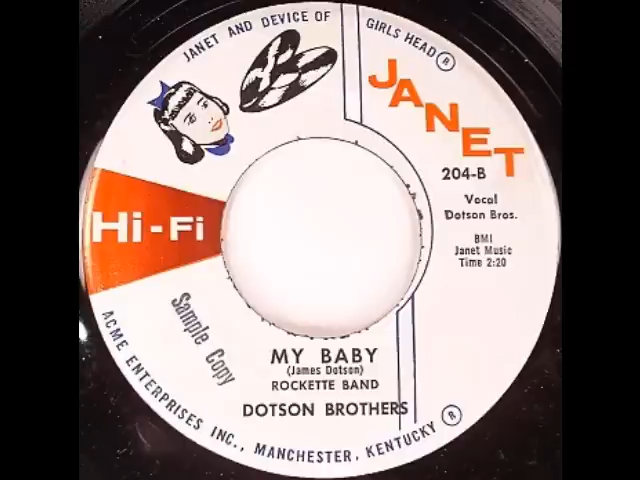 JANET AND DEVICE OF GIRLS HEAD ®
JANET
204-B
Vocal
Dotson Bros.
BMI
Janet Music
Time 2:20
Hi-Fi
Sample Copy
MY BABY
(James Dotson)
ROCKETTE BAND
DOTSON BROTHERS
ACME ENTERPRISES INC., MANCHESTER, KENTUCKY ®